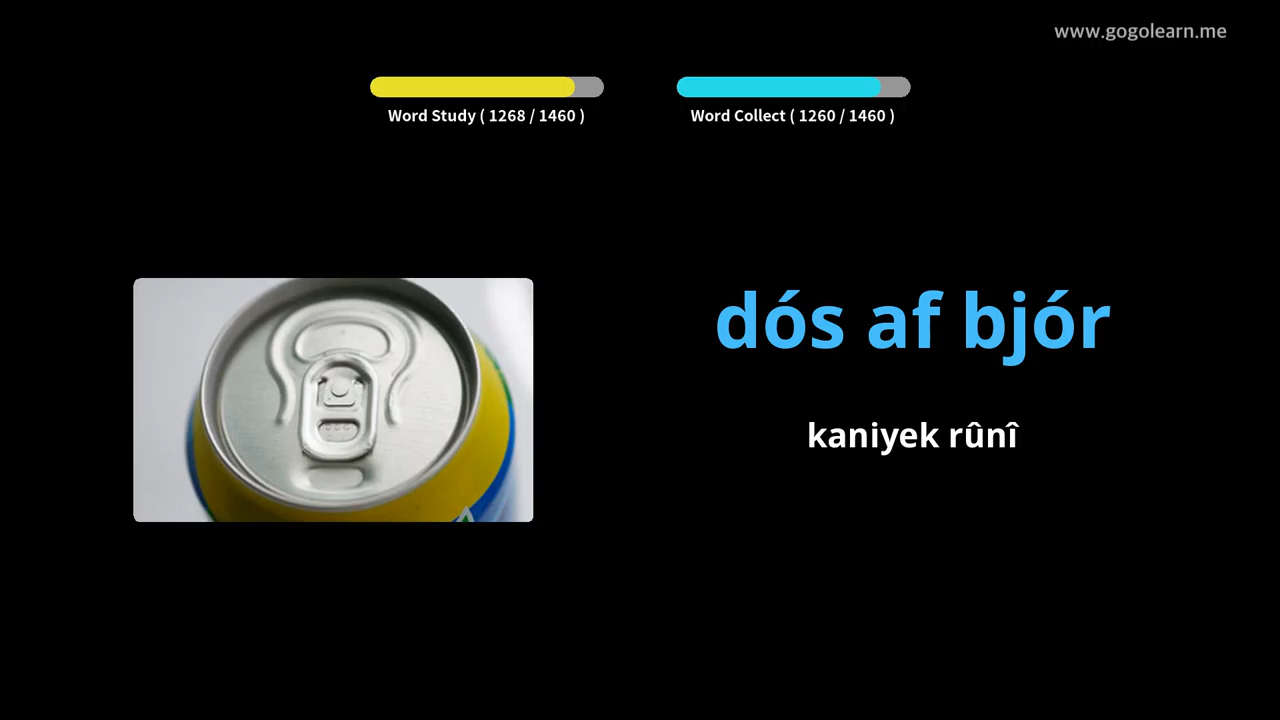 www.gogolearn.me
Word Study ( 1268 / 1460 )
Word Collect ( 1260 / 1460 )
dós af bjór
kaniyek rûnî